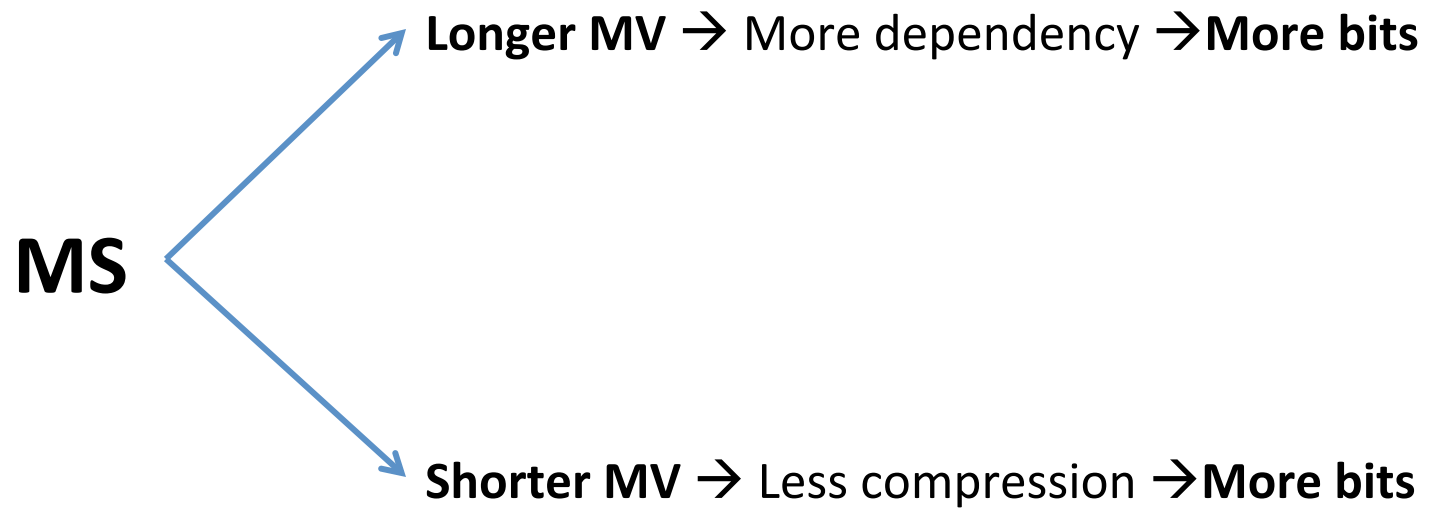 Longer MV → More dependency →More bits
MS
Shorter MV → Less compression →More bits